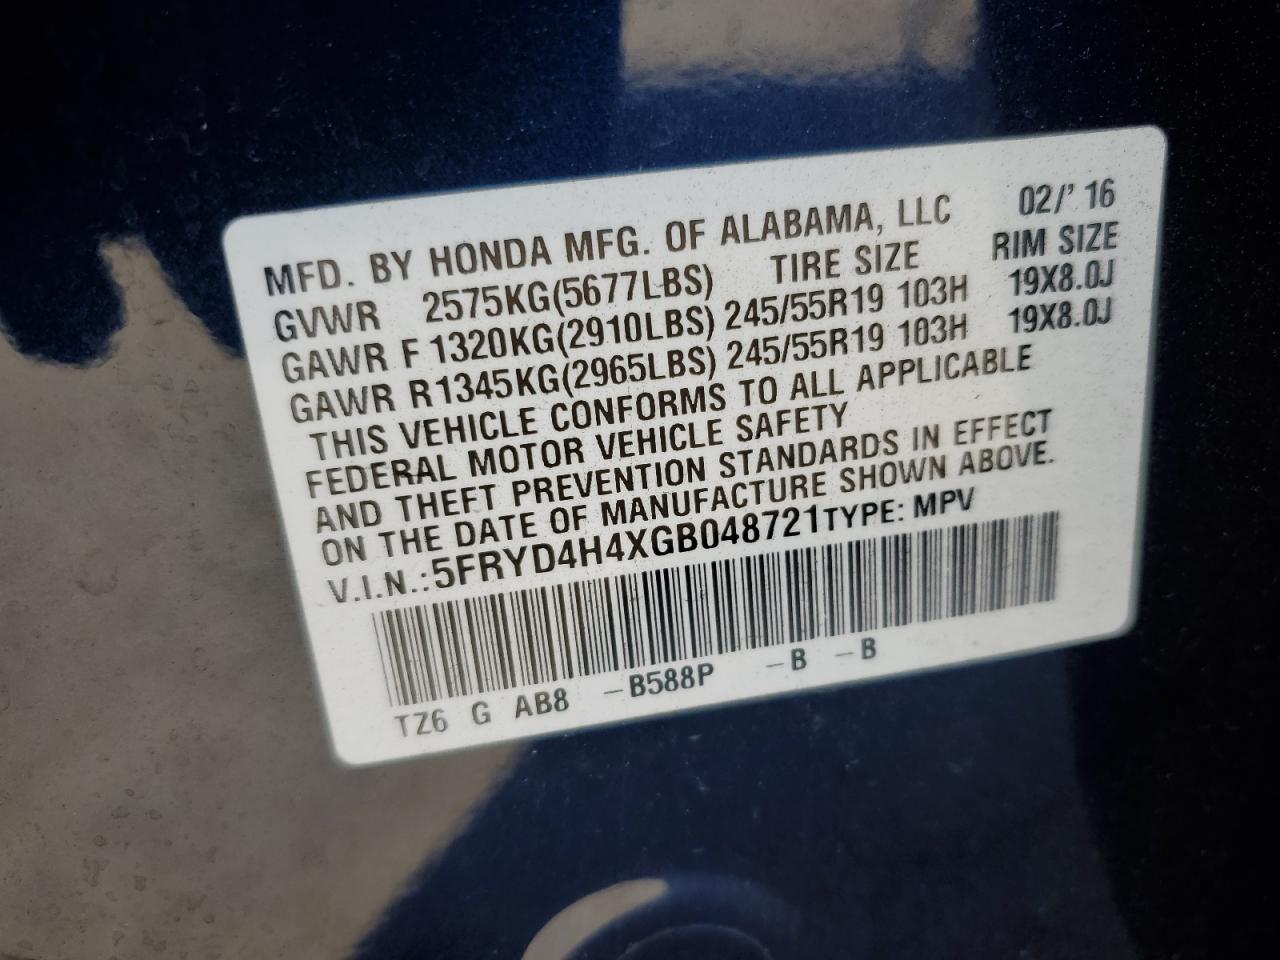 MFD. BY HONDA MFG. OF ALABAMA, LLC 02/' 16
GVWR 2575KG(5677LBS) TIRE SIZE RIM SIZE
GAWR F 1320KG(2910LBS) 245/55R19 103H 19X8.0J
GAWR R1345KG(2965LBS) 245/55R19 103H 19X8.0J
THIS VEHICLE CONFORMS TO ALL APPLICABLE
FEDERAL MOTOR VEHICLE SAFETY
AND THEFT PREVENTION STANDARDS IN EFFECT
ON THE DATE OF MANUFACTURE SHOWN ABOVE.
V.I.N.:5FRYD4H4XGB048721TYPE: MPV
TZ6 G AB8 –B588P –B –B